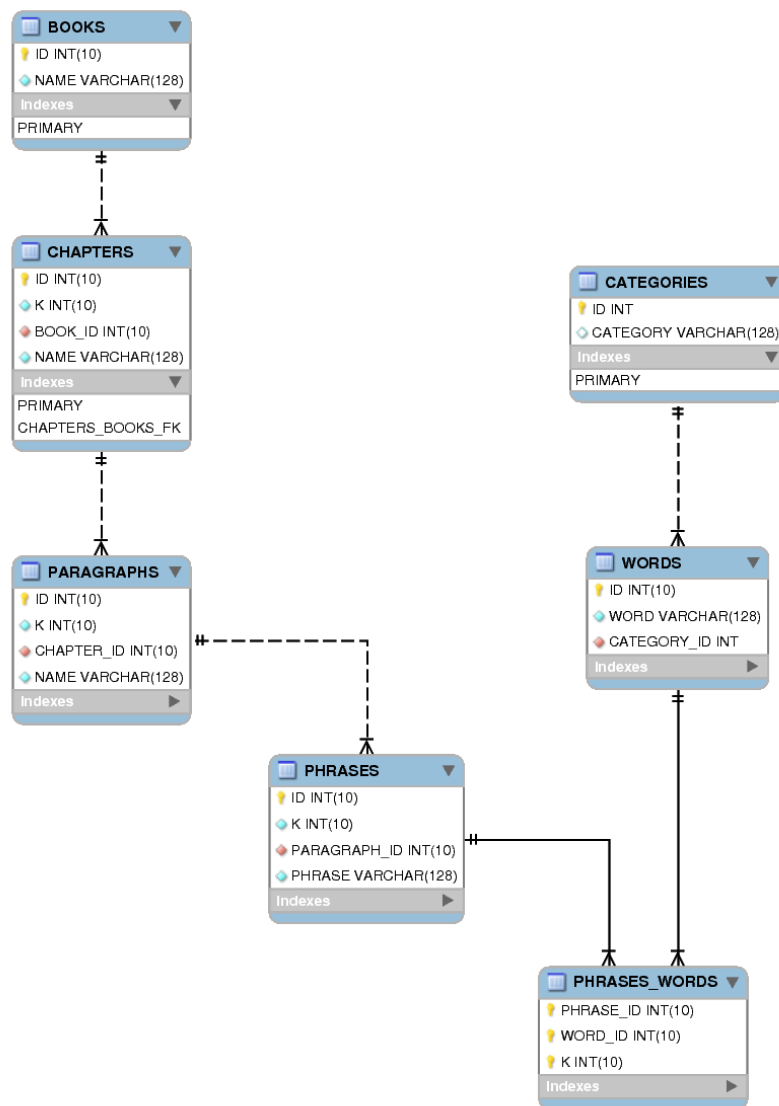 BOOKS
ID INT(10)
NAME VARCHAR(128)
Indexes
PRIMARY
CHAPTERS
ID INT(10)
K INT(10)
BOOK_ID INT(10)
NAME VARCHAR(128)
Indexes
PRIMARY
CHAPTERS_BOOKS_FK
CATEGORIES
ID INT
CATEGORY VARCHAR(128)
Indexes
PRIMARY
PARAGRAPHS
ID INT(10)
K INT(10)
CHAPTER_ID INT(10)
NAME VARCHAR(128)
Indexes
WORDS
ID INT(10)
WORD VARCHAR(128)
CATEGORY_ID INT
Indexes
PHRASES
ID INT(10)
K INT(10)
PARAGRAPH_ID INT(10)
PHRASE VARCHAR(128)
Indexes
PHRASES_WORDS
PHRASE_ID INT(10)
WORD_ID INT(10)
K INT(10)
Indexes